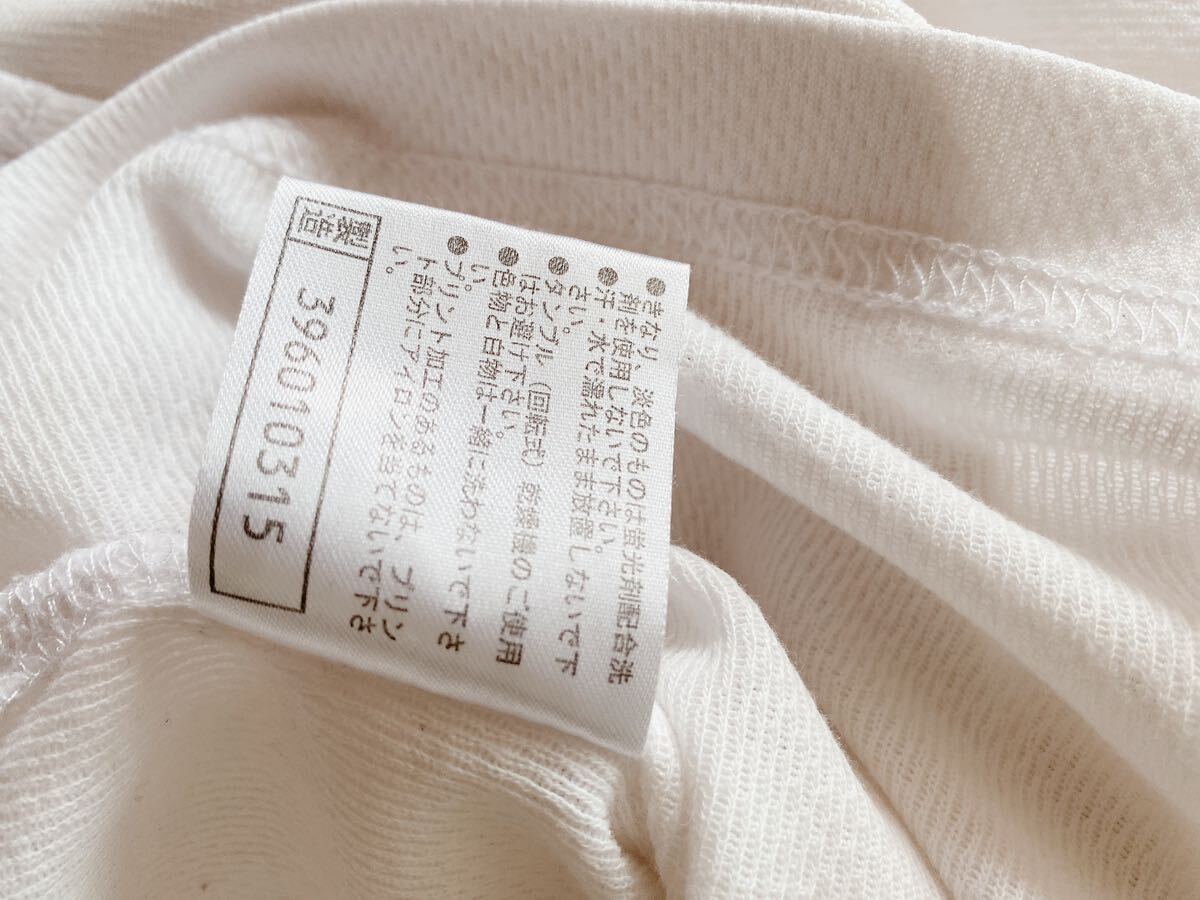 ●きなり、淡色のものは蛍光剤配合洗
剤を使用しないで下さい。
●汗・水で濡れたまま放置しないで下
さい。
●タンブル（回転式）乾燥機のご使用
はお避け下さい。
●色物と白物は一緒に洗わないで下さ
い。
●プリント加工のあるものは、プリン
ト部分にアイロンを当てないで下さ
い。
製造 396010315